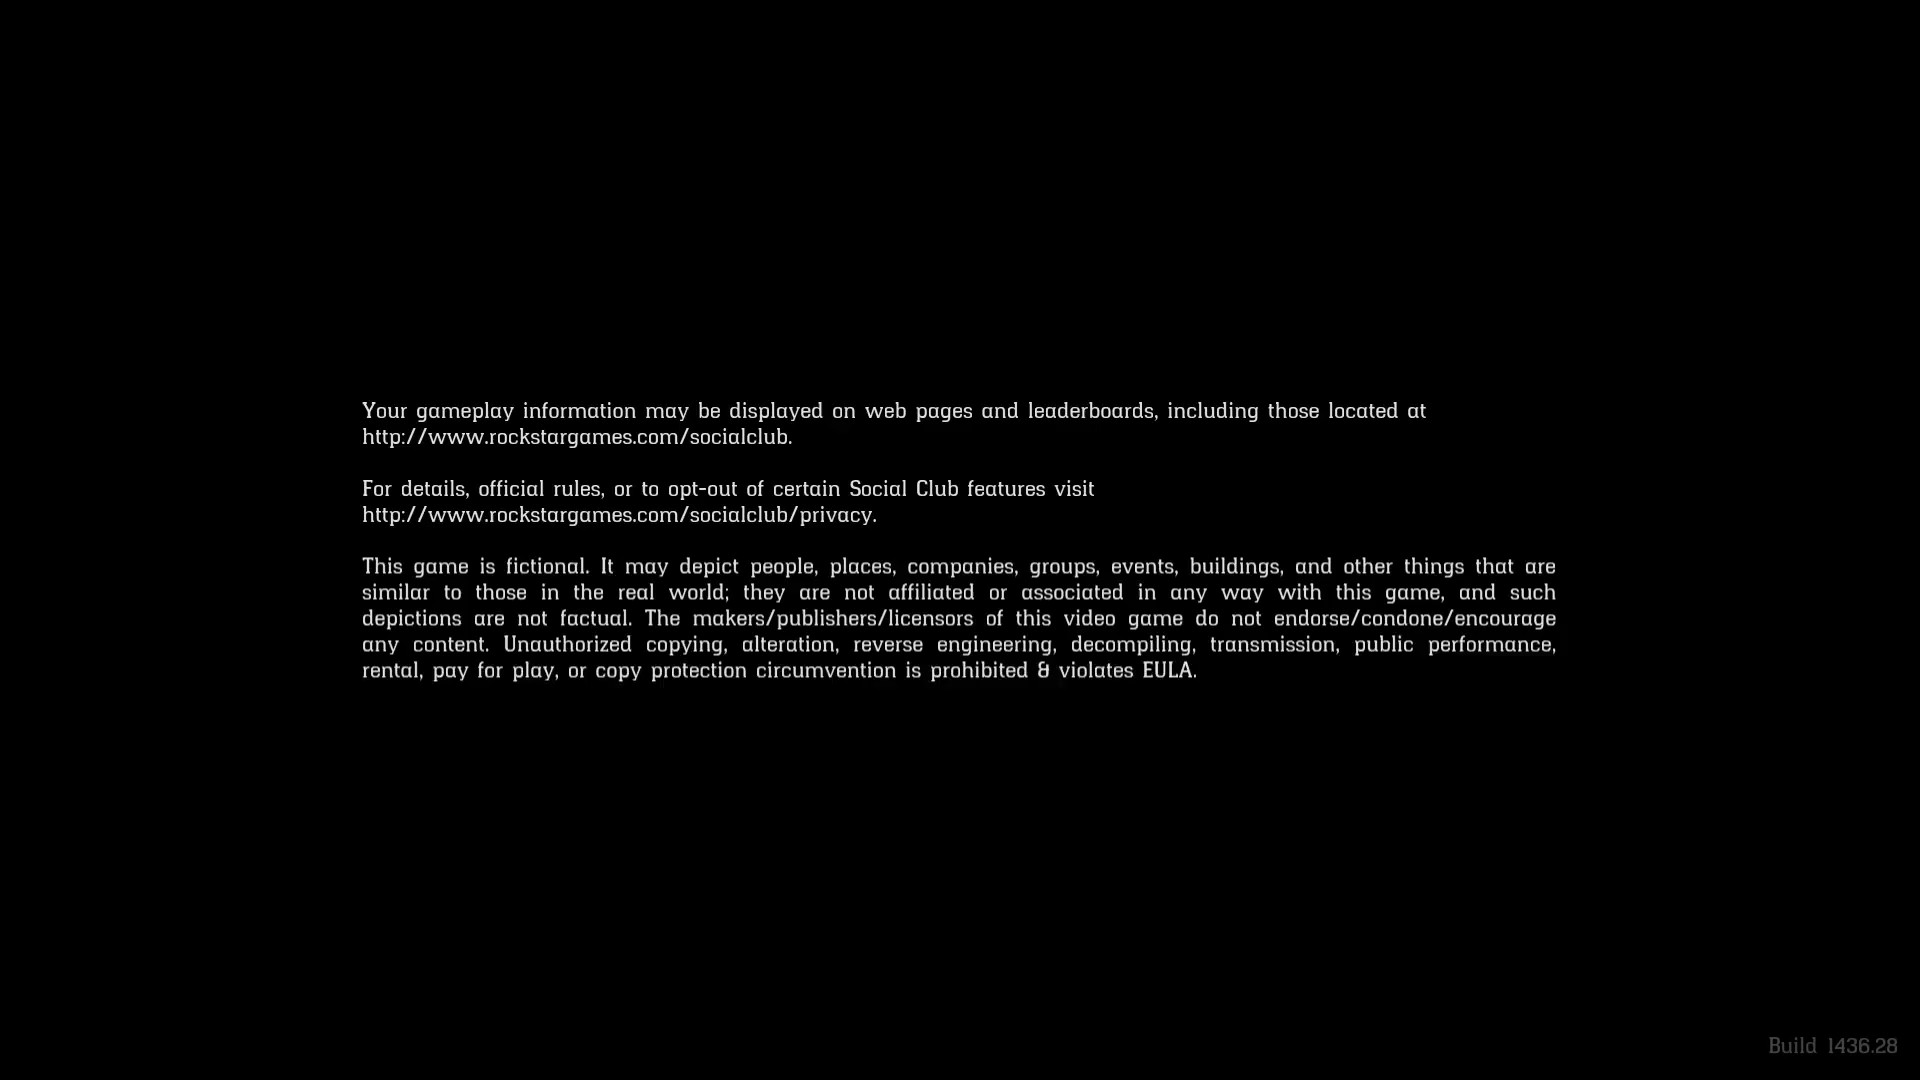 Your gameplay information may be displayed on web pages and leaderboards, including those located at
http://www.rockstargames.com/socialclub.
For details, official rules, or to opt-out of certain Social Club features visit
http://www.rockstargames.com/socialclub/privacy.
This game is fictional. It may depict people, places, companies, groups, events, buildings, and other things that are
similar to those in the real world; they are not affiliated or associated in any way with this game, and such
depictions are not factual. The makers/publishers/licensors of this video game do not endorse/condone/encourage
any content. Unauthorized copying, alteration, reverse engineering, decompiling, transmission, public performance,
rental, pay for play, or copy protection circumvention is prohibited & violates EULA.
Build 1436.28